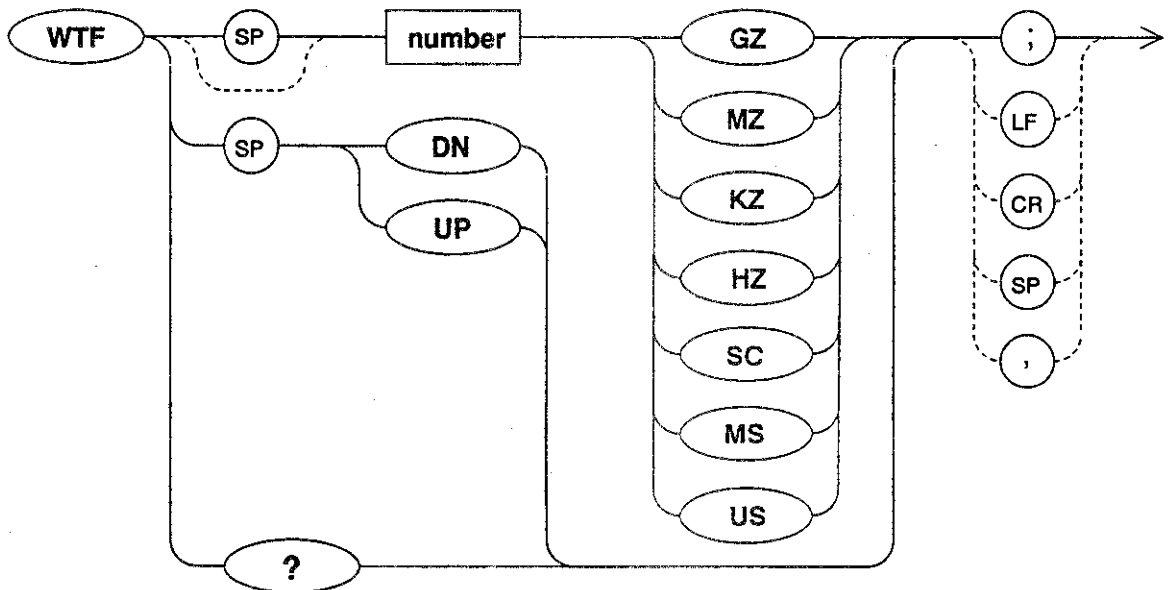 WTF SP number GZ ;
MZ LF
SP DN
KZ CR
UP
HZ SP
SC ,
MS
US
?